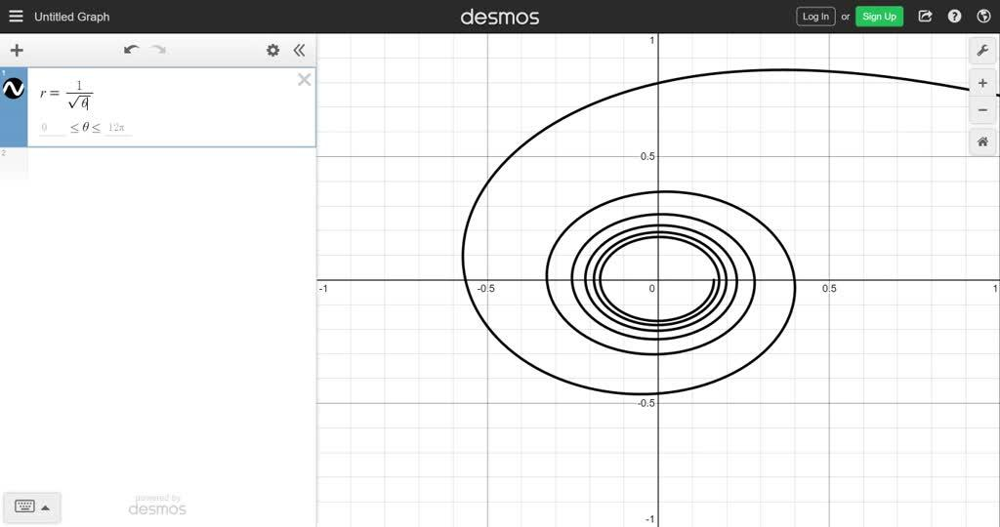 Untitled Graph
desmos
Log In or Sign Up
1
r = 1/√θ
0 ≤ θ ≤ 12π
2
powered by
desmos
1
0.5
-1
-0.5
0
0.5
1
-0.5
-1